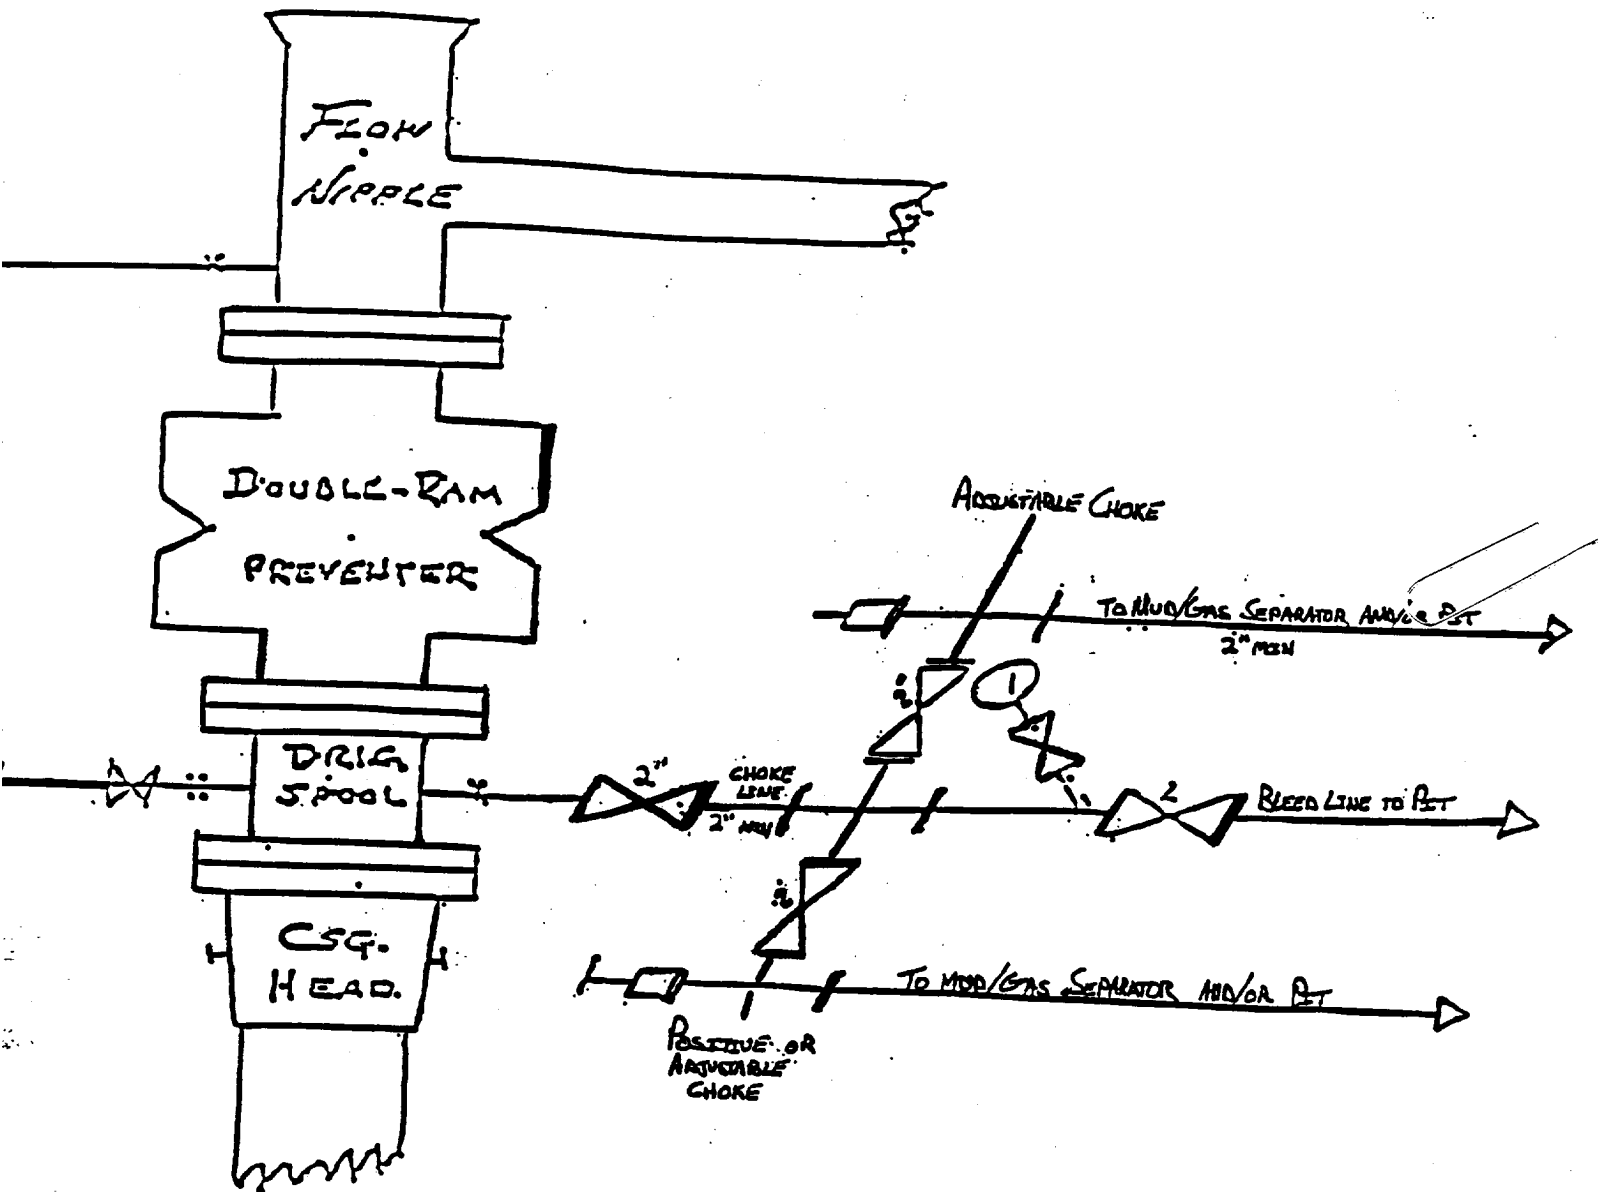 FLOW
NIPPLE
DOUBLE-RAM
PREVENTER
ADJUSTABLE CHOKE
TO MUD/GAS SEPARATOR AND/OR PIT
2" MIN
2"
1
DRLG
SPOOL
2"
CHOKE
LINE
2" MIN
2
BLEED LINE TO PIT
2"
CSG.
HEAD.
TO MUD/GAS SEPARATOR AND/OR PIT
POSITIVE OR
ADJUSTABLE
CHOKE